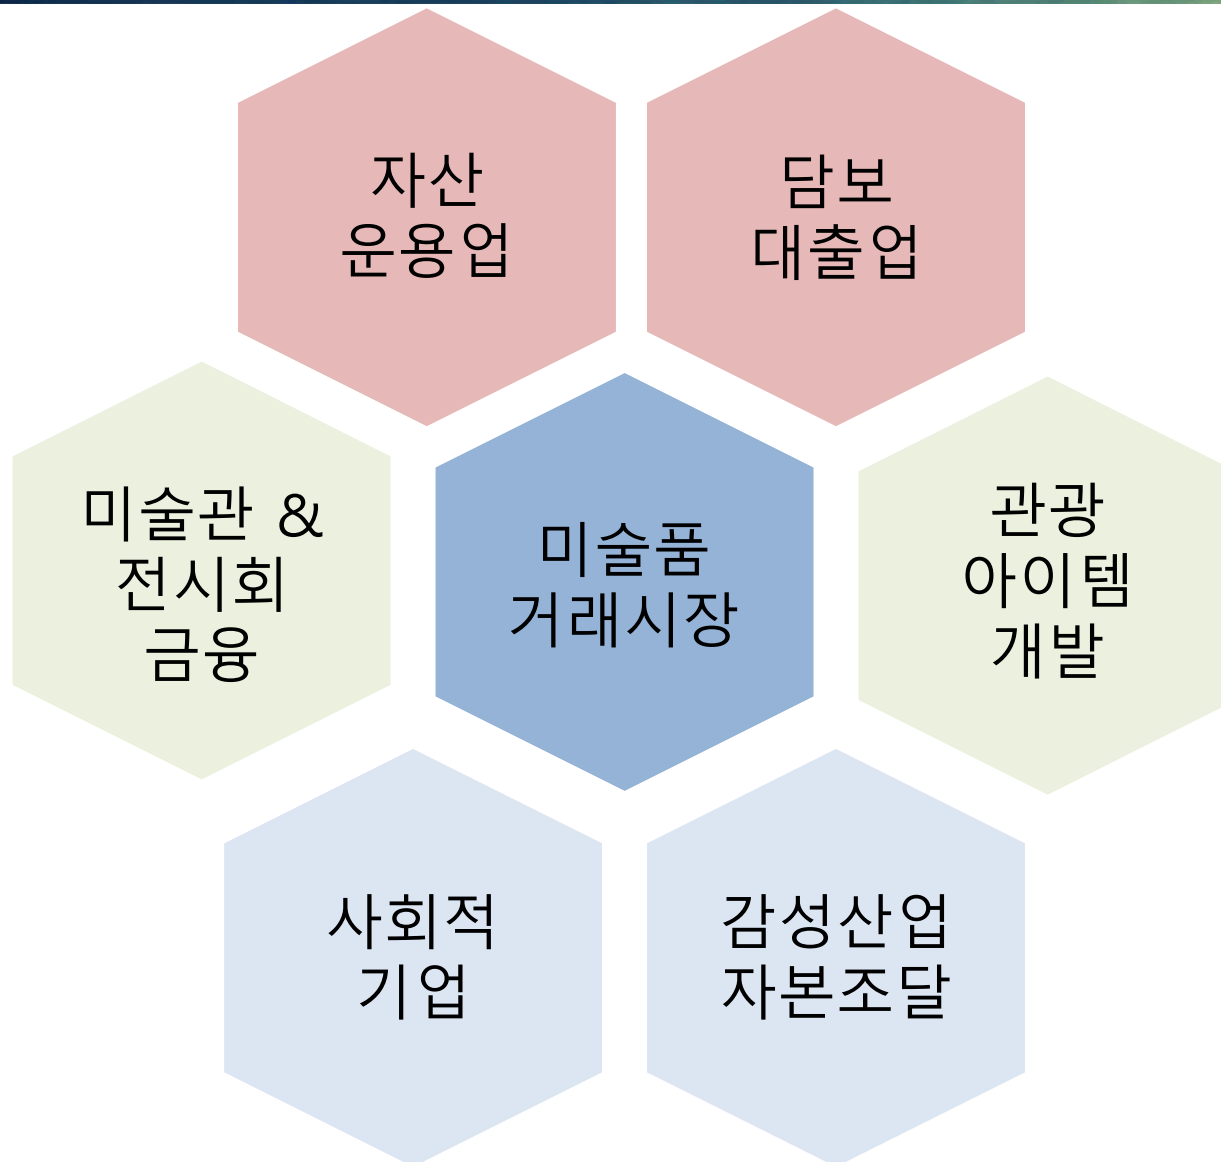 자산
운용업
담보
대출업
미술관 &
전시회
금융
미술품
거래시장
관광
아이템
개발
사회적
기업
감성산업
자본조달